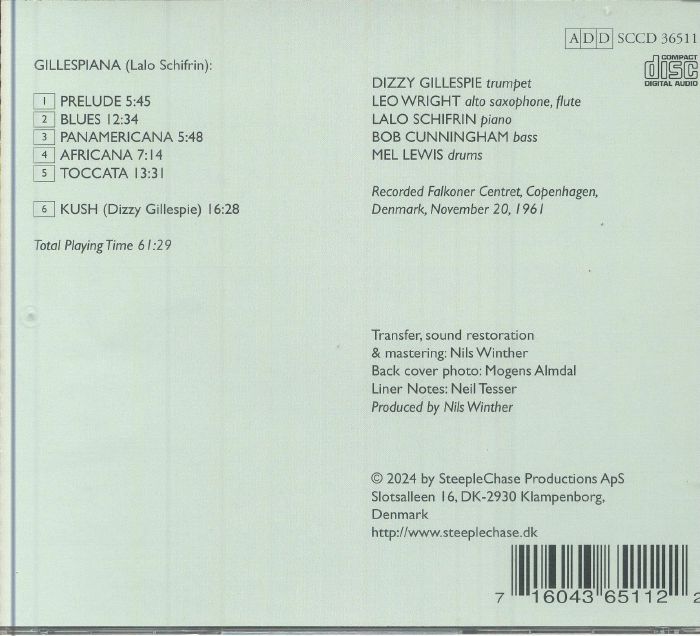 ADD SCCD 36511
COMPACT
disc
DIGITAL AUDIO
GILLESPIANA (Lalo Schifrin):
1 PRELUDE 5:45
2 BLUES 12:34
3 PANAMERICANA 5:48
4 AFRICANA 7:14
5 TOCCATA 13:31
6 KUSH (Dizzy Gillespie) 16:28
Total Playing Time 61:29
DIZZY GILLESPIE trumpet
LEO WRIGHT alto saxophone, flute
LALO SCHIFRIN piano
BOB CUNNINGHAM bass
MEL LEWIS drums
Recorded Falkoner Centret, Copenhagen,
Denmark, November 20, 1961
Transfer, sound restoration
& mastering: Nils Winther
Back cover photo: Mogens Almdal
Liner Notes: Neil Tesser
Produced by Nils Winther
© 2024 by SteepleChase Productions ApS
Slotsalleen 16, DK-2930 Klampenborg,
Denmark
http://www.steeplechase.dk
7 16043 65112 2